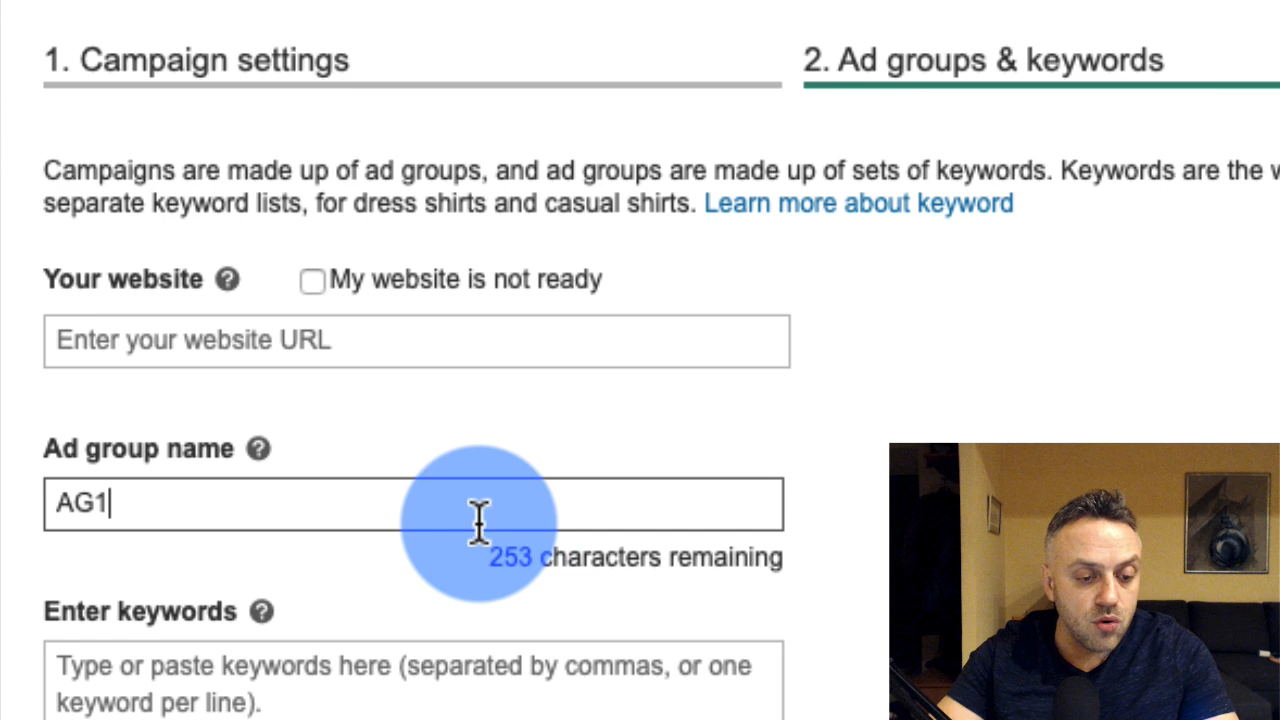 1. Campaign settings
2. Ad groups & keywords
Campaigns are made up of ad groups, and ad groups are made up of sets of keywords. Keywords are the
separate keyword lists, for dress shirts and casual shirts. Learn more about keyword
Your website
My website is not ready
Enter your website URL
Ad group name
AG1
253 characters remaining
Enter keywords
Type or paste keywords here (separated by commas, or one
keyword per line).